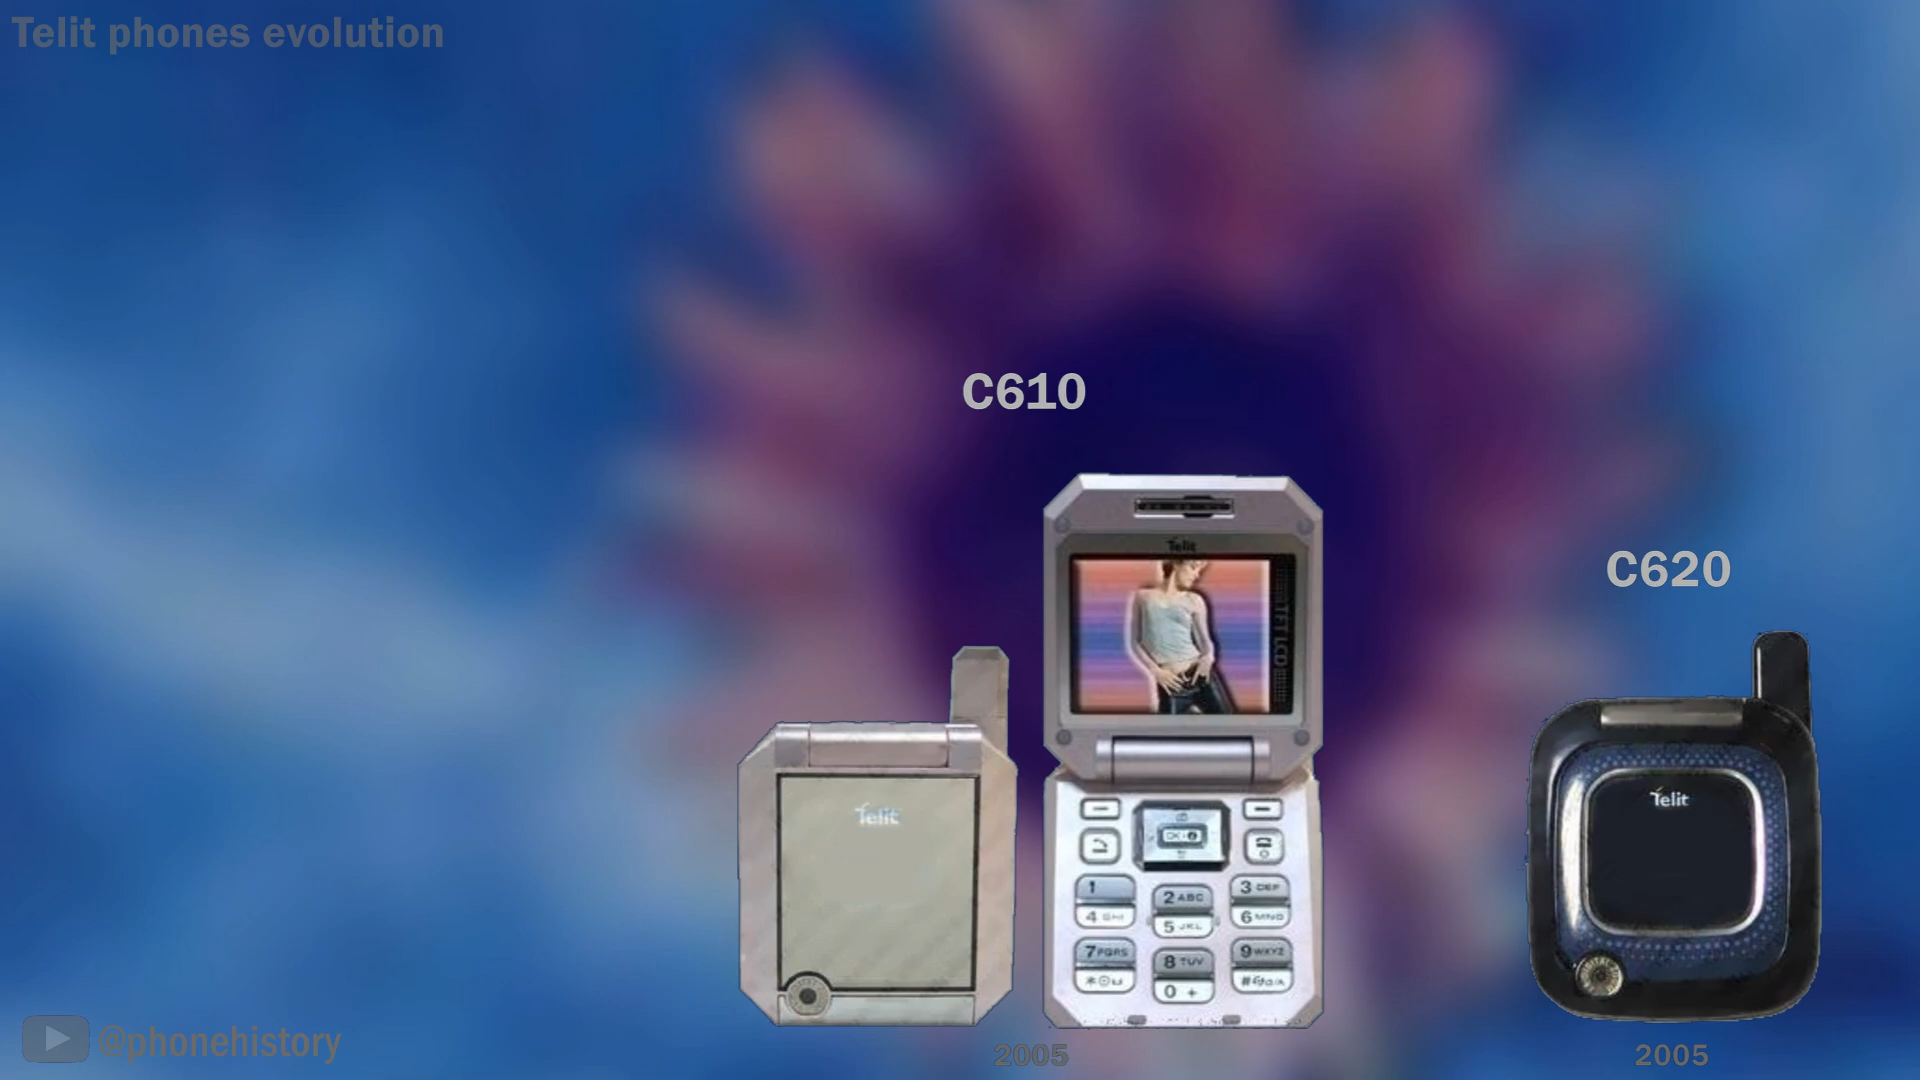 Telit phones evolution
C610
C620
Telit
TFT LCD
Telit
Telit
OK
1
2 ABC
3 DEF
4 GHI
5 JKL
6 MNO
7 PQRS
8 TUV
9 WXYZ
0 +
@phonehistory
2005
2005